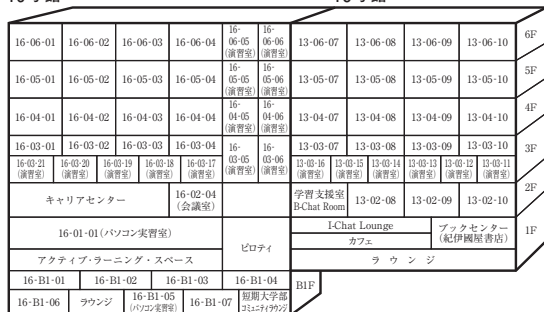 16-06-01 16-06-02 16-06-03 16-06-04 16-06-05(演習室) 16-06-06(演習室) 13-06-07 13-06-08 13-06-09 13-06-10 6F
16-05-01 16-05-02 16-05-03 16-05-04 16-05-05(演習室) 16-05-06(演習室) 13-05-07 13-05-08 13-05-09 13-05-10 5F
16-04-01 16-04-02 16-04-03 16-04-04 16-04-05(演習室) 16-04-06(演習室) 13-04-07 13-04-08 13-04-09 13-04-10 4F
16-03-01 16-03-02 16-03-03 16-03-04 16-03-05(演習室) 16-03-06(演習室) 13-03-07 13-03-08 13-03-09 13-03-10 3F
16-03-21(演習室) 16-03-20(演習室) 16-03-19(演習室) 16-03-18(演習室) 16-03-17(演習室) 13-03-16(演習室) 13-03-15(演習室) 13-03-14(演習室) 13-03-13(演習室) 13-03-12(演習室) 13-03-11(演習室)
キャリアセンター 16-02-04(会議室) 学習支援室 B-Chat Room 13-02-08 13-02-09 13-02-10 2F
16-01-01(パソコン実習室) ピロティ I-Chat Lounge ブックセンター(紀伊國屋書店) 1F
カフェ
アクティブ・ラーニング・スペース ラウンジ
16-B1-01 16-B1-02 16-B1-03 16-B1-04 B1F
16-B1-06 ラウンジ 16-B1-05(パソコン実習室) 16-B1-07 短期大学部コミュニティラウンジ